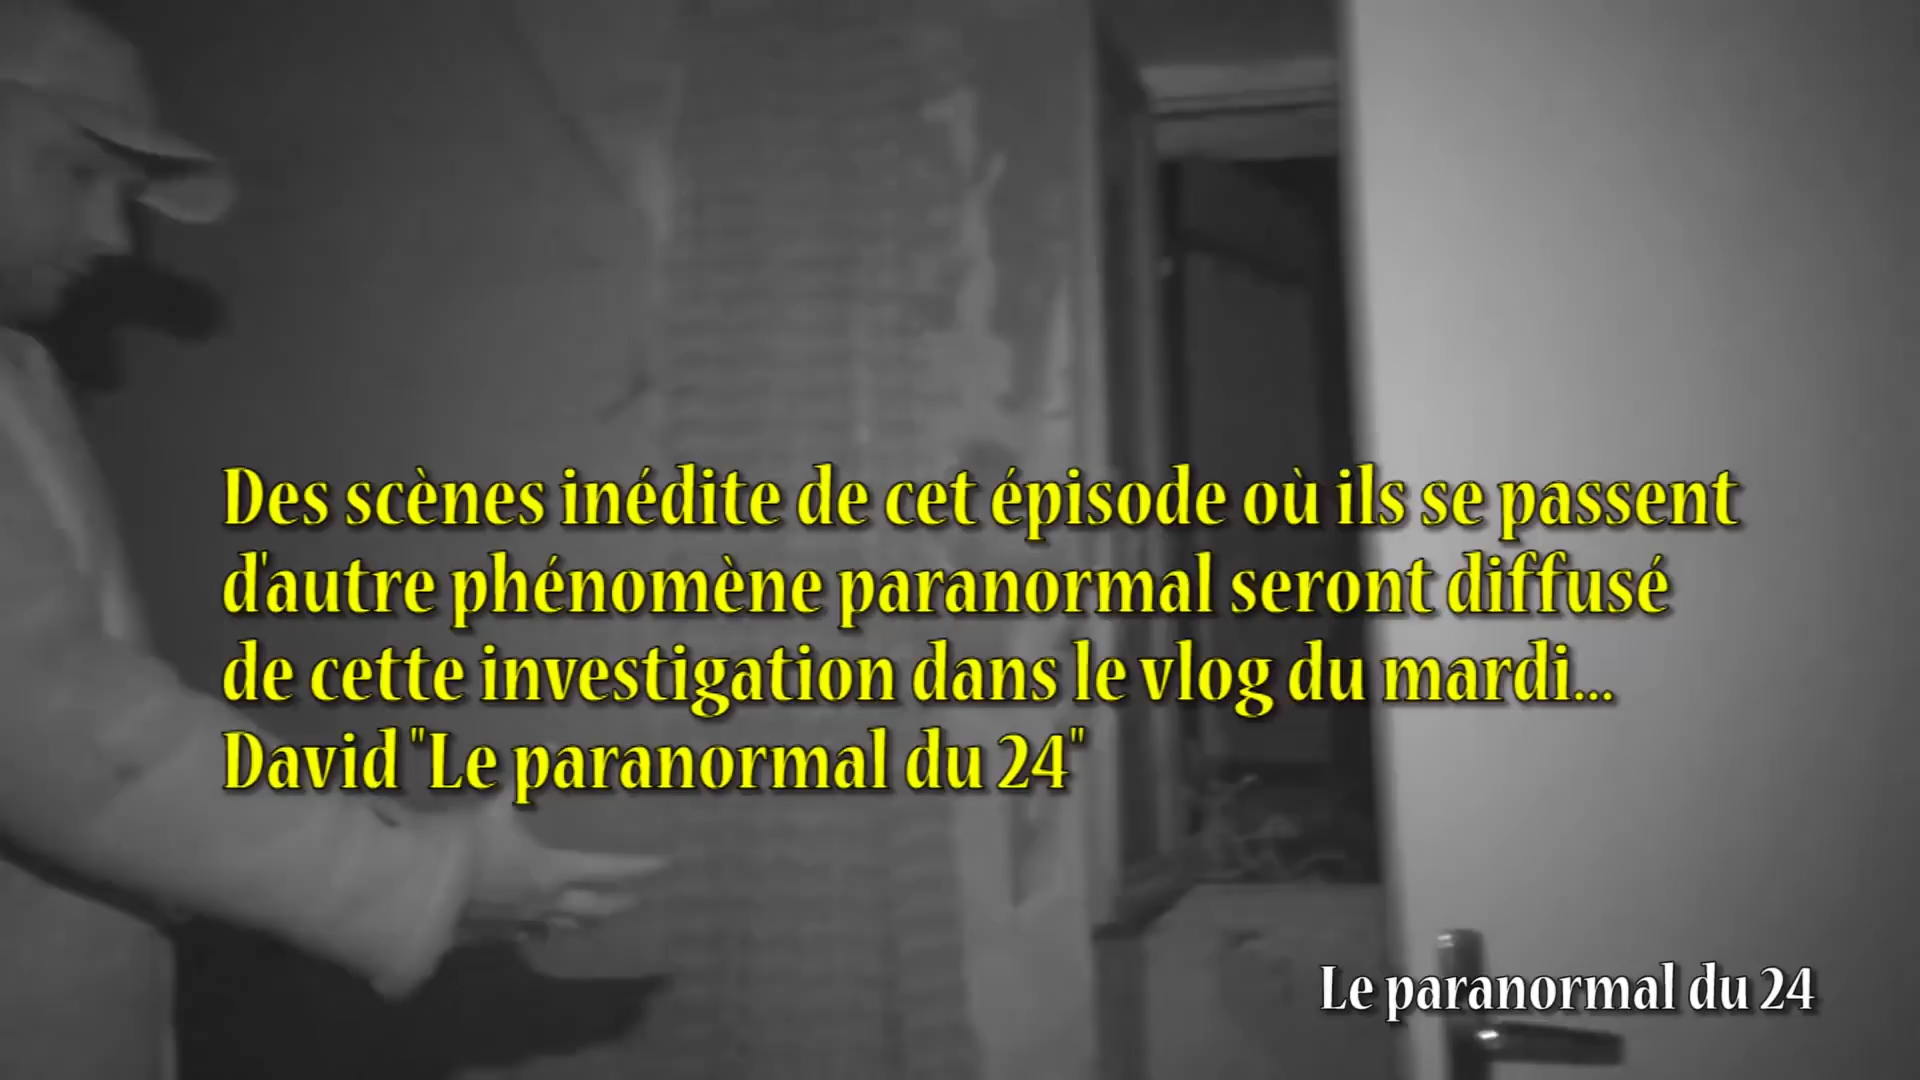 Des scènes inédite de cet épisode où ils se passent
d'autre phénomène paranormal seront diffusé
de cette investigation dans le vlog du mardi...
David "Le paranormal du 24"
Le paranormal du 24